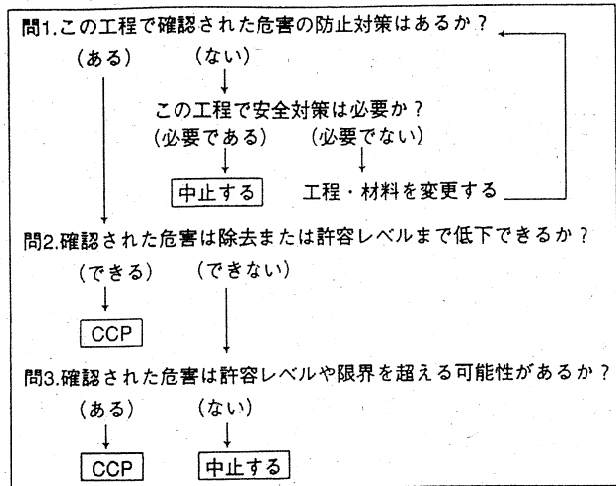 問1.この工程で確認された危害の防止対策はあるか？
(ある) (ない)
この工程で安全対策は必要か？
(必要である) (必要でない)
中止する 工程・材料を変更する
問2.確認された危害は除去または許容レベルまで低下できるか？
(できる) (できない)
CCP
問3.確認された危害は許容レベルや限界を超える可能性があるか？
(ある) (ない)
CCP 中止する